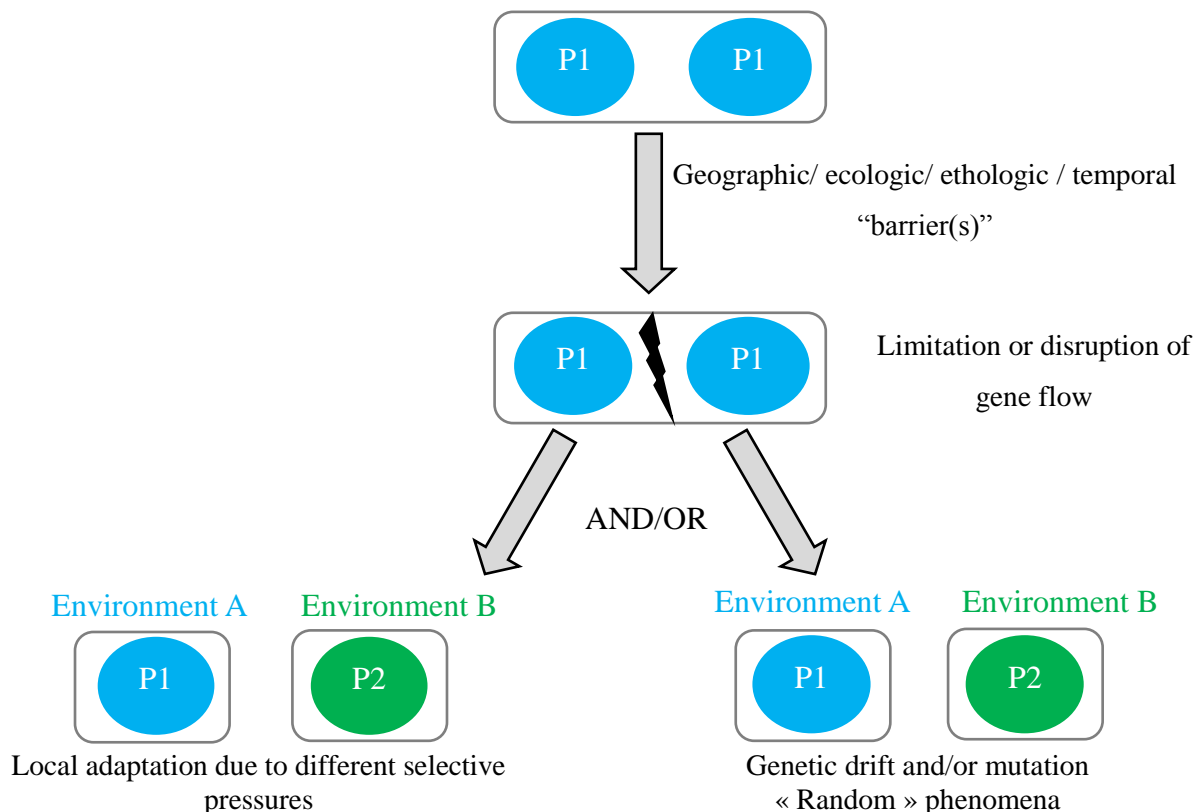 P1 P1
Geographic/ ecologic/ ethologic / temporal
“barrier(s)”
P1 P1
Limitation or disruption of
gene flow
AND/OR
Environment A Environment B
P1 P2
Local adaptation due to different selective
pressures
Environment A Environment B
P1 P2
Genetic drift and/or mutation
« Random » phenomena